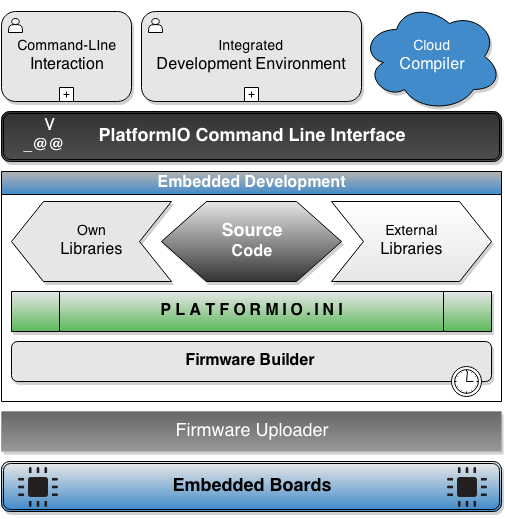 Command-LIne
Interaction
Integrated
Development Environment
Cloud
Compiler
V
_@@
PlatformIO Command Line Interface
Embedded Development
Own
Libraries
Source
Code
External
Libraries
PLATFORMIO.INI
Firmware Builder
Firmware Uploader
Embedded Boards